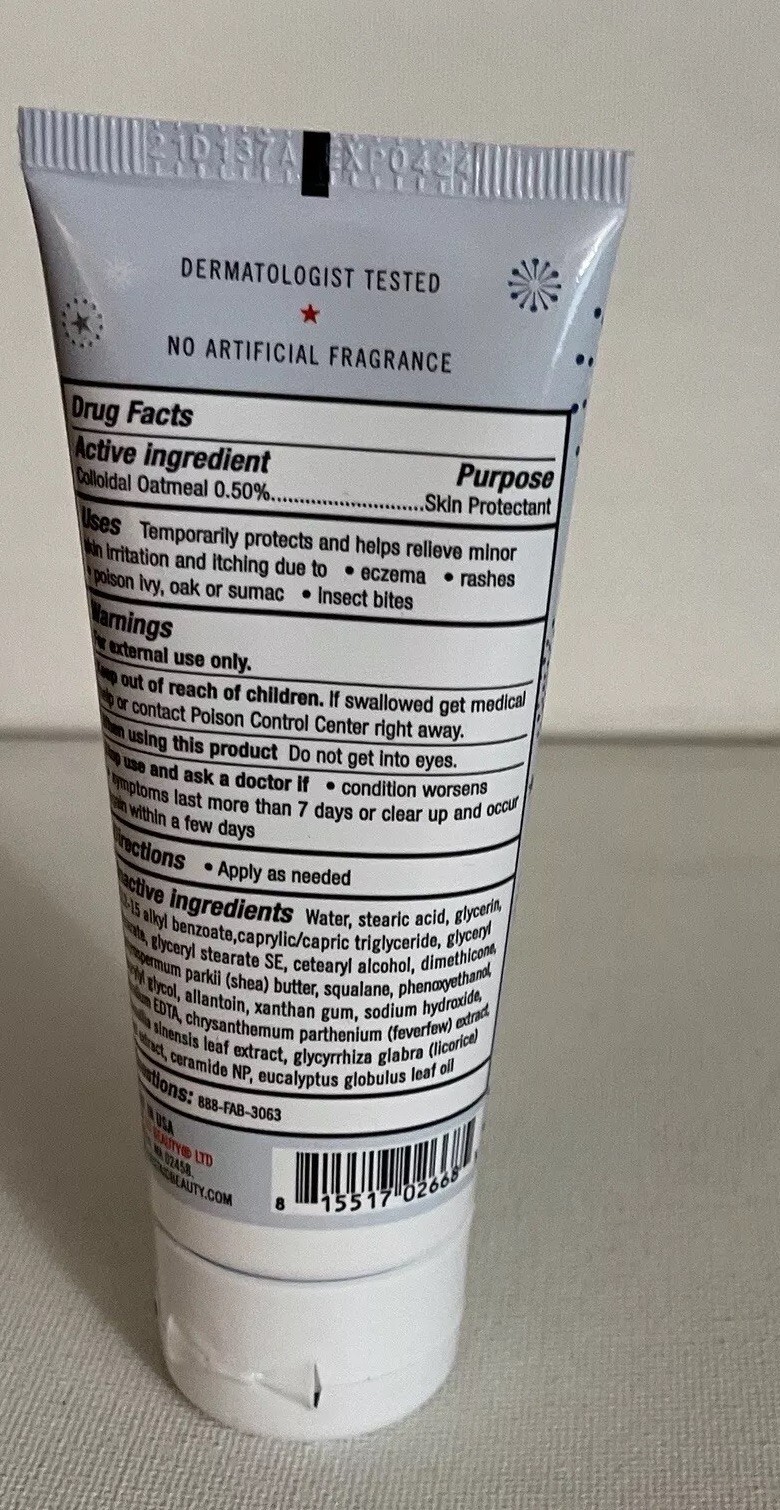 21D137A EXP0424
DERMATOLOGIST TESTED
NO ARTIFICIAL FRAGRANCE
Drug Facts
Active ingredient Purpose
Colloidal Oatmeal 0.50%............................Skin Protectant
Uses Temporarily protects and helps relieve minor
skin irritation and itching due to • eczema • rashes
• poison ivy, oak or sumac • Insect bites
Warnings
For external use only.
Keep out of reach of children. If swallowed get medical
help or contact Poison Control Center right away.
When using this product Do not get into eyes.
Stop use and ask a doctor if • condition worsens
symptoms last more than 7 days or clear up and occur
again within a few days
Directions • Apply as needed
Inactive ingredients Water, stearic acid, glycerin,
C12-15 alkyl benzoate,caprylic/capric triglyceride, glyceryl
glyceryl stearate SE, cetearyl alcohol, dimethicone,
parkii (shea) butter, squalane, phenoxyethanol,
glycol, allantoin, xanthan gum, sodium hydroxide,
EDTA, chrysanthemum parthenium (feverfew) extract,
sinensis leaf extract, glycyrrhiza glabra (licorice)
extract, ceramide NP, eucalyptus globulus leaf oil
Questions: 888-FAB-3063
IN USA
BEAUTY® LTD
MA 02458.
BEAUTY.COM
8 15517 02668